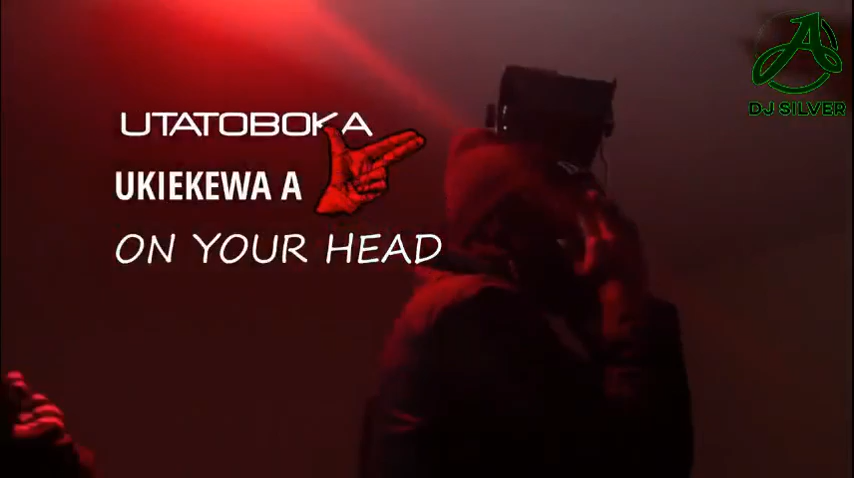 UTATOBOKA
UKIEKEWA A
ON YOUR HEAD
DJ SILVER